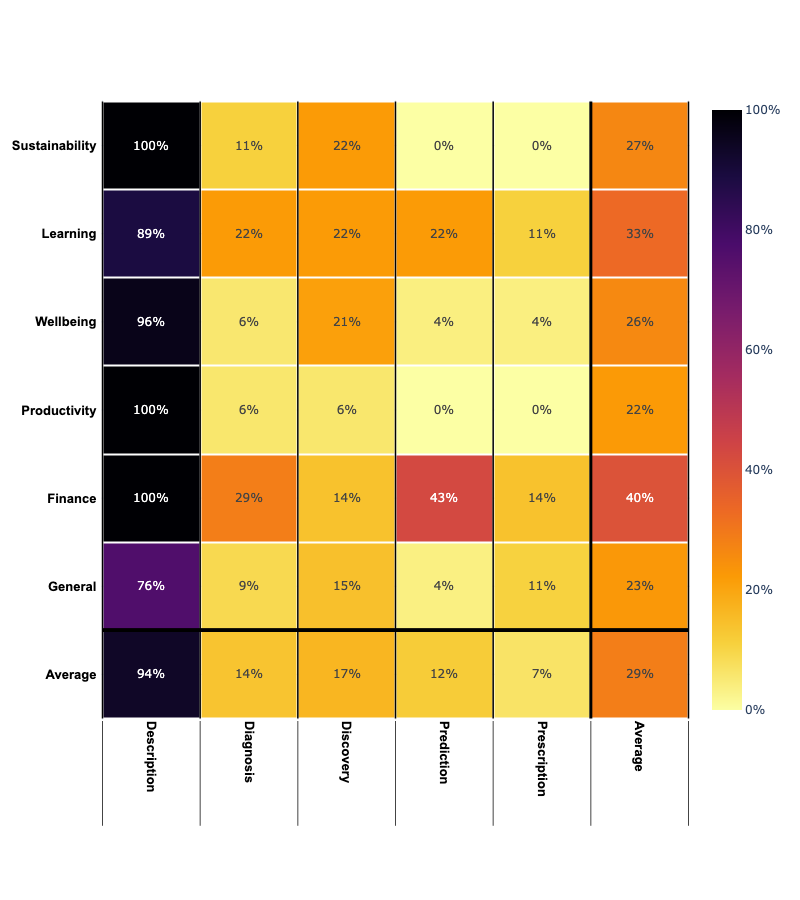 Sustainability 100% 11% 22% 0% 0% 27%
Learning 89% 22% 22% 22% 11% 33%
Wellbeing 96% 6% 21% 4% 4% 26%
Productivity 100% 6% 6% 0% 0% 22%
Finance 100% 29% 14% 43% 14% 40%
General 76% 9% 15% 4% 11% 23%
Average 94% 14% 17% 12% 7% 29%
Description
Diagnosis
Discovery
Prediction
Prescription
Average
100%
80%
60%
40%
20%
0%